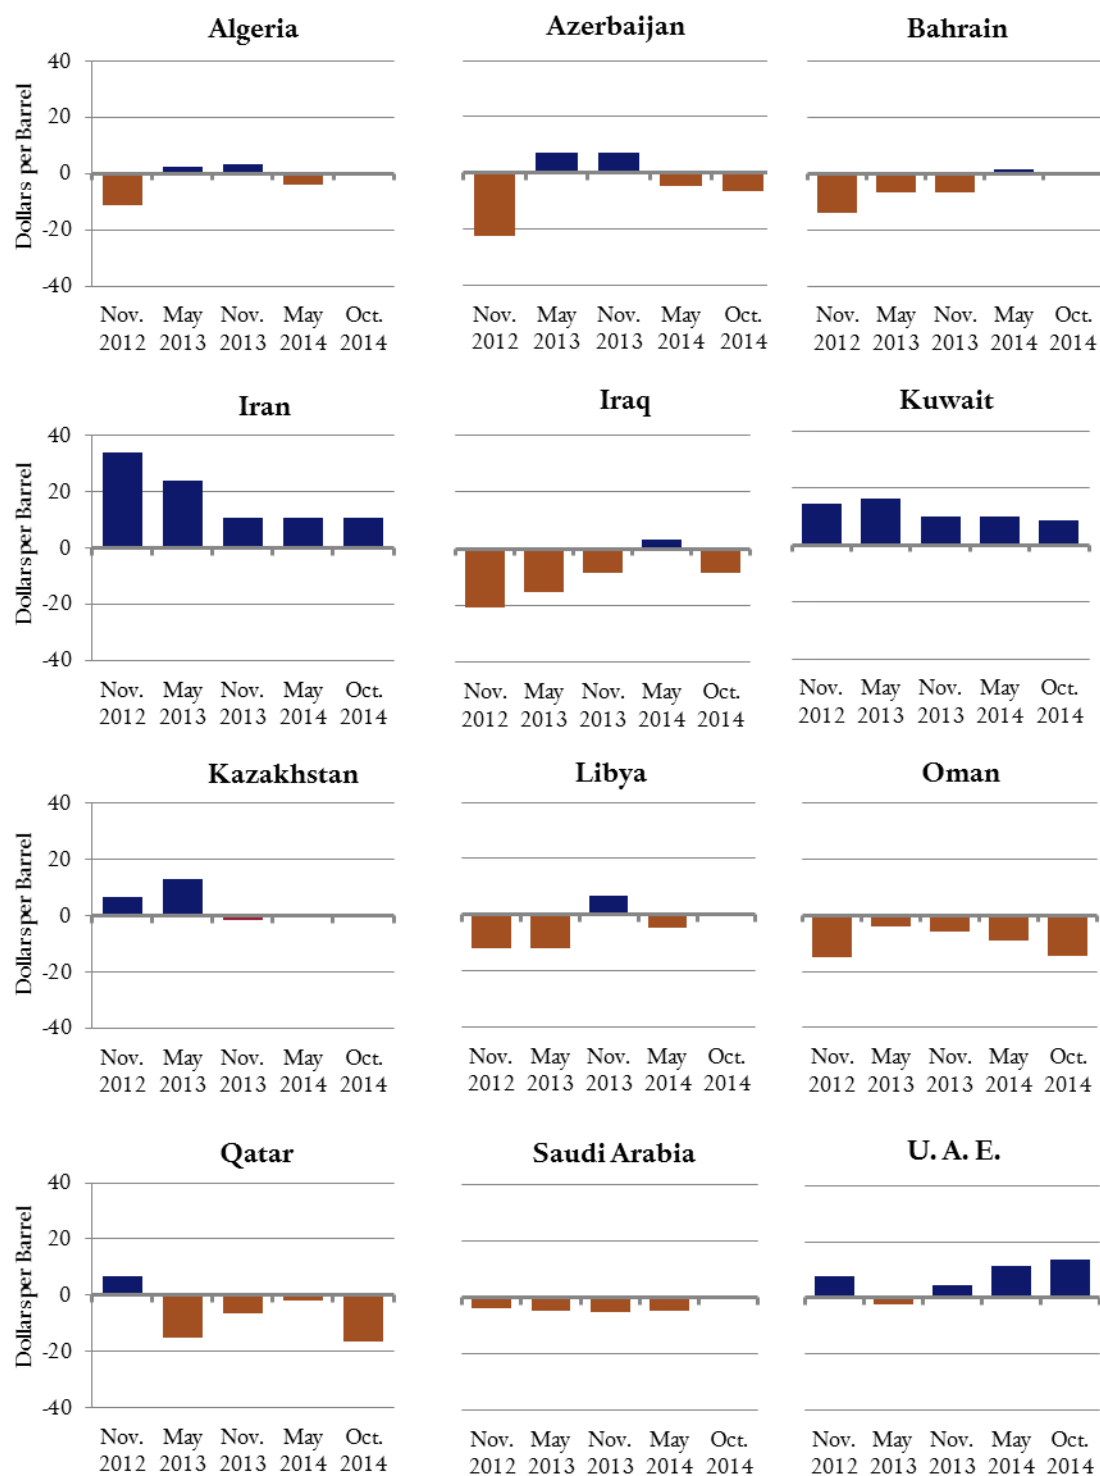 Algeria
Azerbaijan
Bahrain
Dollars per Barrel
40
20
0
-20
-40
Nov. May Nov. May Oct.
2012 2013 2013 2014 2014
Nov. May Nov. May Oct.
2012 2013 2013 2014 2014
Nov. May Nov. May Oct.
2012 2013 2013 2014 2014
Iran
Iraq
Kuwait
Dollarsper Barrel
40
20
0
-20
-40
Nov. May Nov. May Oct.
2012 2013 2013 2014 2014
Nov. May Nov. May Oct.
2012 2013 2013 2014 2014
Nov. May Nov. May Oct.
2012 2013 2013 2014 2014
Kazakhstan
Libya
Oman
Dollarsper Barrel
40
20
0
-20
-40
Nov. May Nov. May Oct.
2012 2013 2013 2014 2014
Nov. May Nov. May Oct.
2012 2013 2013 2014 2014
Nov. May Nov. May Oct.
2012 2013 2013 2014 2014
Qatar
Saudi Arabia
U. A. E.
Dollarsper Barrel
40
20
0
-20
-40
Nov. May Nov. May Oct.
2012 2013 2013 2014 2014
Nov. May Nov. May Oct.
2012 2013 2013 2014 2014
Nov. May Nov. May Oct.
2012 2013 2013 2014 2014